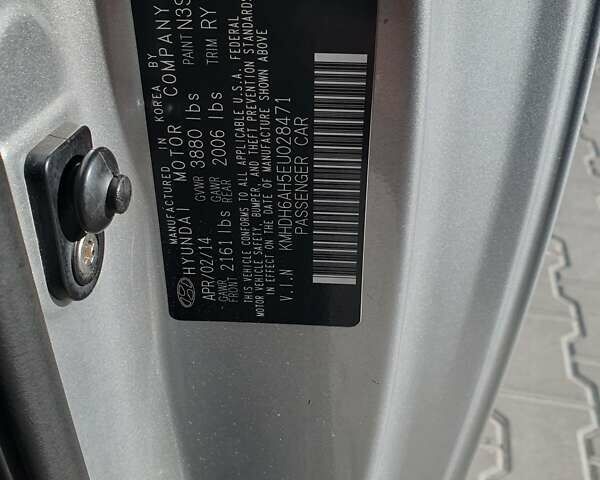 MANUFACTURED IN KOREA BY
HYUNDAI MOTOR COMPANY
APR/02/14 GVWR 3880 lbs PAINT N3S
GAWR FRONT 2161 lbs GAWR REAR 2006 lbs TRIM RY
THIS VEHICLE CONFORMS TO ALL APPLICABLE U.S.A. FEDERAL
MOTOR VEHICLE SAFETY, BUMPER, AND THEFT PREVENTION STANDARDS
IN EFFECT ON THE DATE OF MANUFACTURE SHOWN ABOVE
V.I.N KMHDH6AH5EU028471
PASSENGER CAR